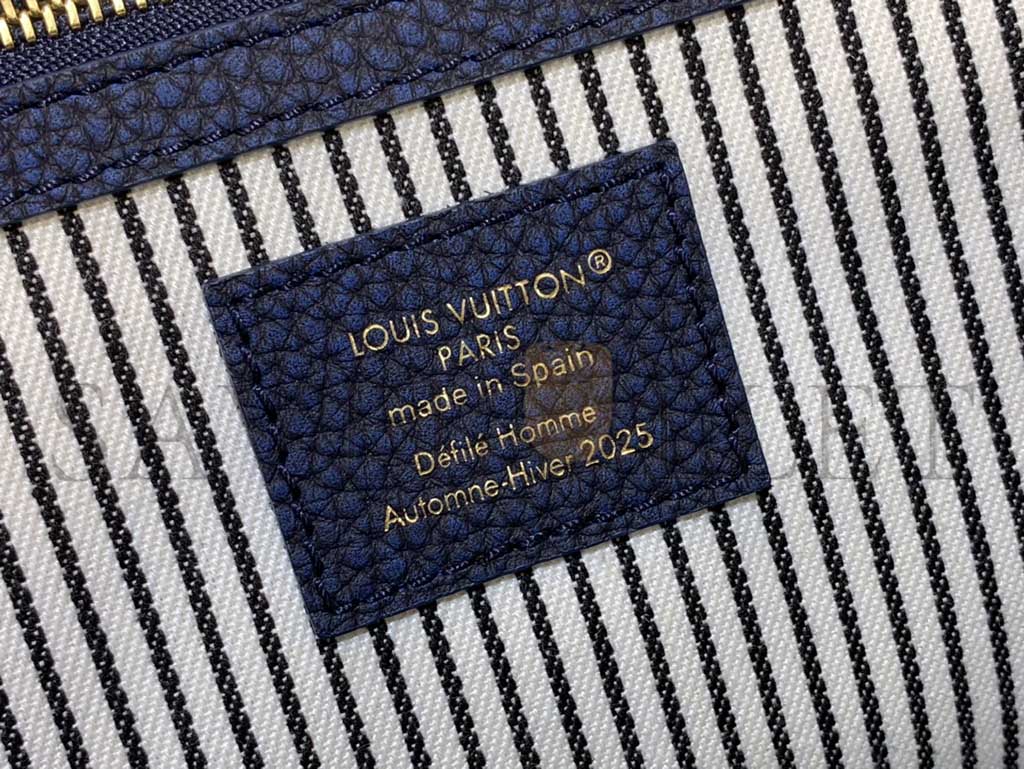 LOUIS VUITTON®
PARIS
made in Spain
Défilé Homme
Automne-Hiver 2025